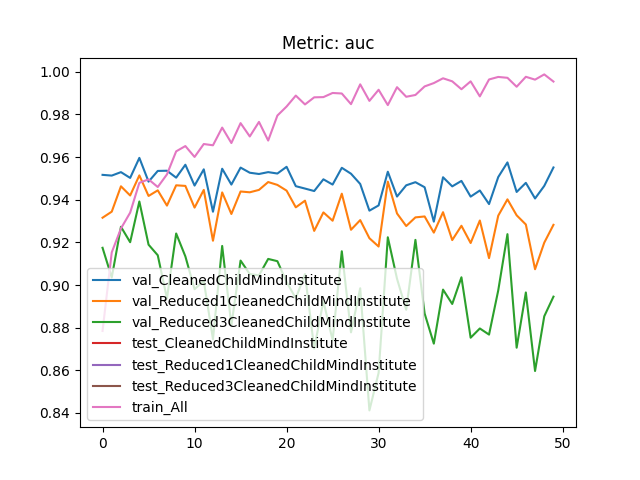 Metric: auc
1.00
0.98
0.96
0.94
0.92
0.90
0.88
0.86
0.84
val_CleanedChildMindInstitute
val_Reduced1CleanedChildMindInstitute
val_Reduced3CleanedChildMindInstitute
test_CleanedChildMindInstitute
test_Reduced1CleanedChildMindInstitute
test_Reduced3CleanedChildMindInstitute
train_All
0 10 20 30 40 50